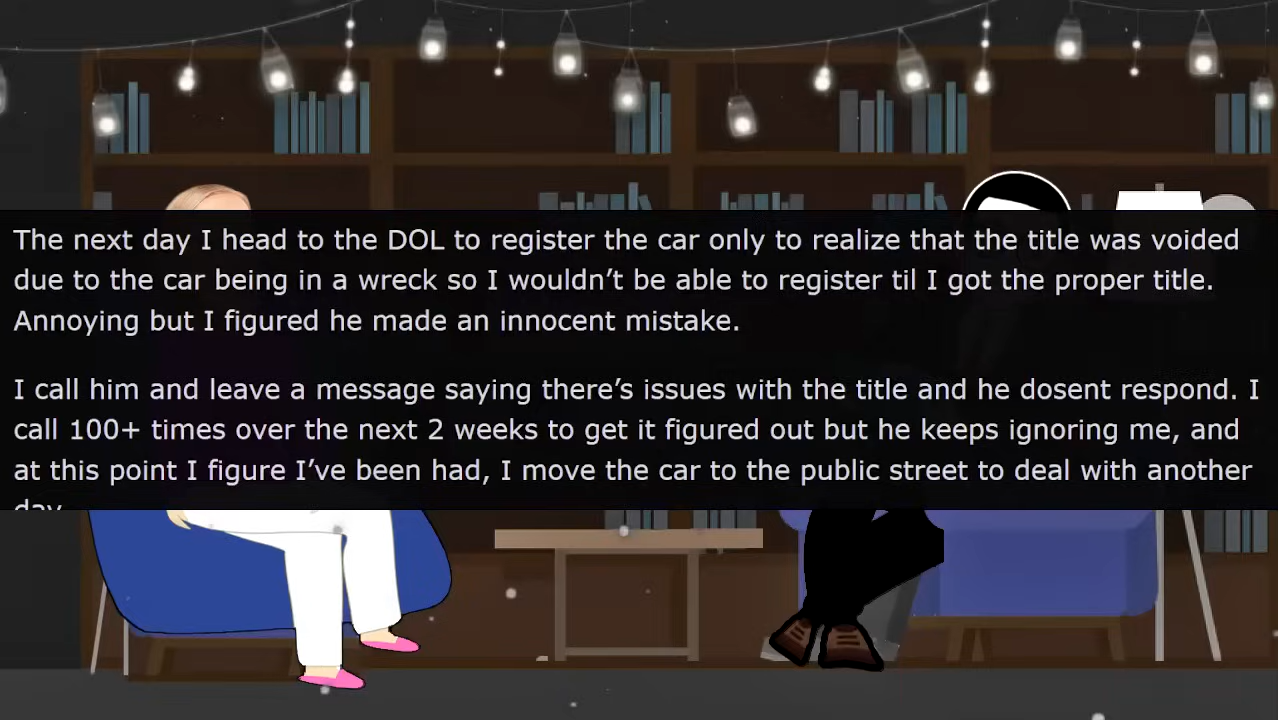 The next day I head to the DOL to register the car only to realize that the title was voided
due to the car being in a wreck so I wouldn’t be able to register til I got the proper title.
Annoying but I figured he made an innocent mistake.
I call him and leave a message saying there’s issues with the title and he dosent respond. I
call 100+ times over the next 2 weeks to get it figured out but he keeps ignoring me, and
at this point I figure I’ve been had, I move the car to the public street to deal with another
day.